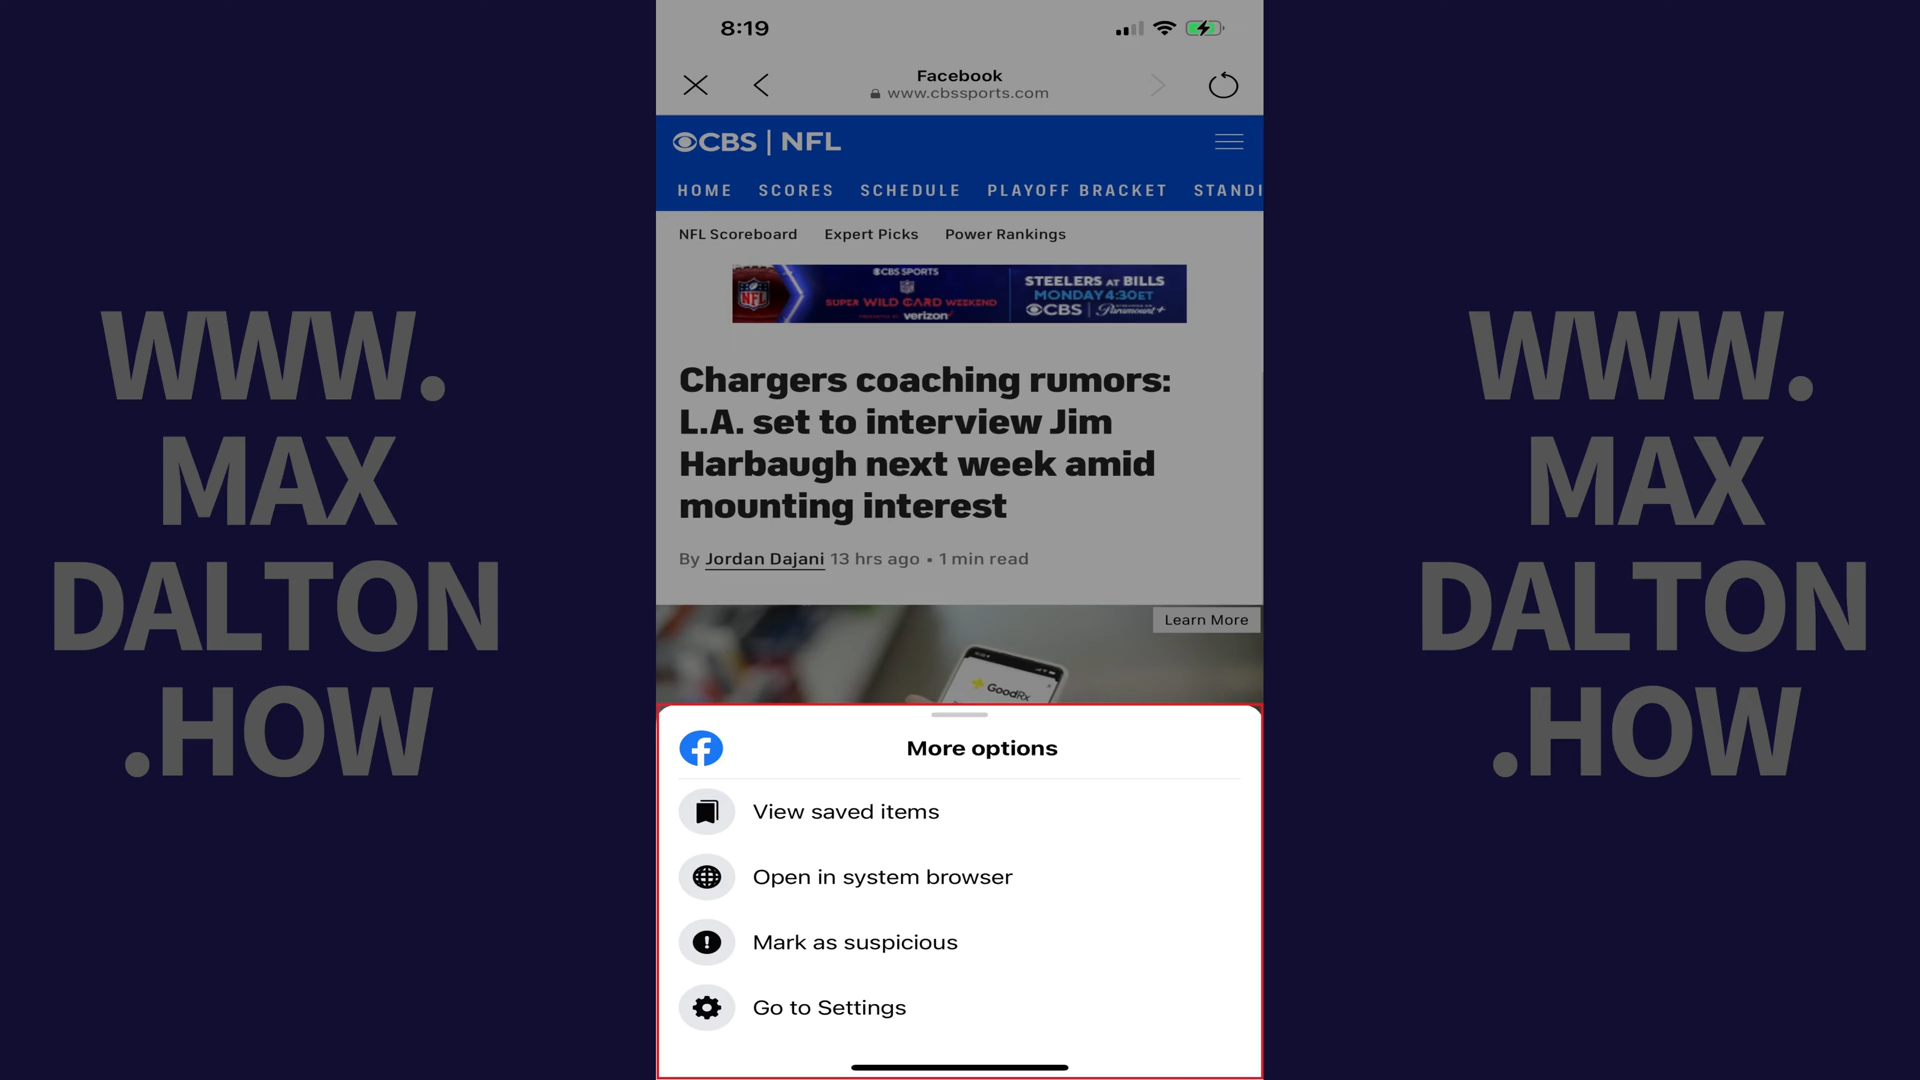 WWW.
MAX
DALTON
.HOW
8:19
Facebook
www.cbssports.com
CBS | NFL
HOME SCORES SCHEDULE PLAYOFF BRACKET STANDI
NFL Scoreboard Expert Picks Power Rankings
CBS SPORTS
NFL
SUPER WILD CARD WEEKEND
PRESENTED BY verizon
STEELERS AT BILLS
MONDAY 4:30ET
CBS | Paramount+
Chargers coaching rumors:
L.A. set to interview Jim
Harbaugh next week amid
mounting interest
By Jordan Dajani 13 hrs ago • 1 min read
Learn More
GoodRx
More options
View saved items
Open in system browser
Mark as suspicious
Go to Settings
WWW.
MAX
DALTON
.HOW